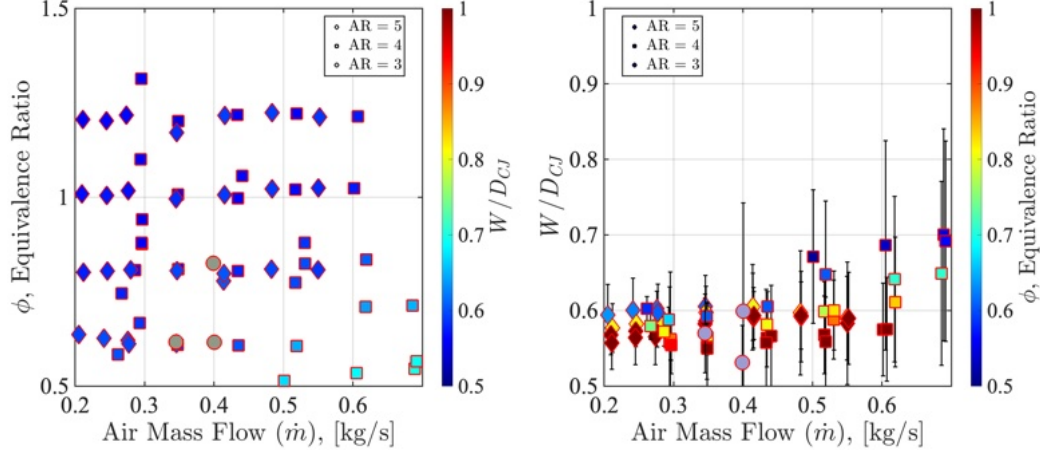 1.5
1
0.5
0.2
0.3
0.4
0.5
0.6
ϕ, Equivalence Ratio
Air Mass Flow (ṁ), [kg/s]
AR = 5
AR = 4
AR = 3
1
0.9
0.8
0.7
0.6
0.5
W/D_{CJ}
1
0.9
0.8
0.7
0.6
0.5
0.2
0.3
0.4
0.5
0.6
W/D_{CJ}
Air Mass Flow (ṁ), [kg/s]
AR = 5
AR = 4
AR = 3
1
0.9
0.8
0.7
0.6
0.5
ϕ, Equivalence Ratio